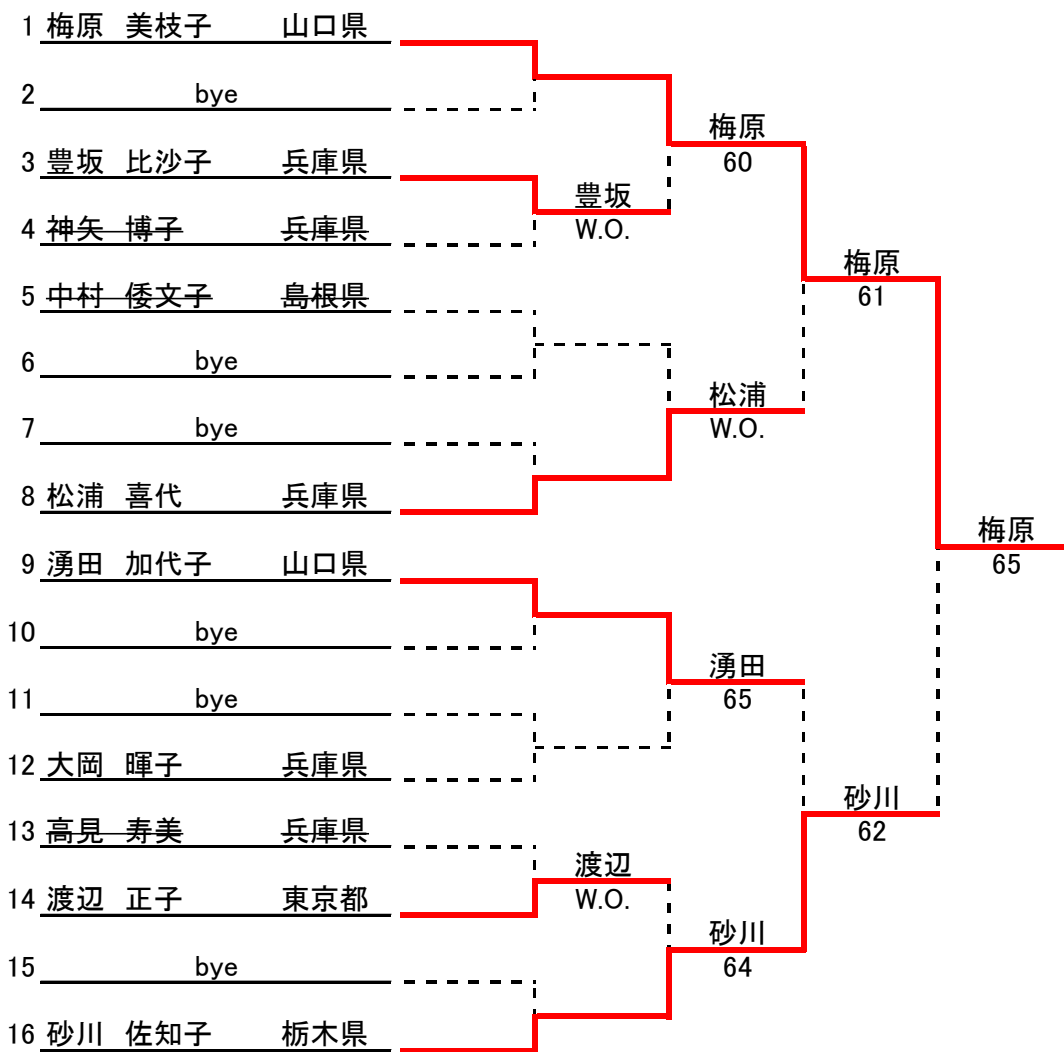 1 梅原 美枝子 山口県
2 bye
梅原
3 豊坂 比沙子 兵庫県
60
豊坂
4 神矢 博子 兵庫県
W.O.
梅原
5 中村 倭文子 島根県
61
6 bye
松浦
7 bye
W.O.
8 松浦 喜代 兵庫県
梅原
9 湧田 加代子 山口県
65
10 bye
湧田
11 bye
65
12 大岡 暉子 兵庫県
砂川
13 高見 寿美 兵庫県
62
渡辺
14 渡辺 正子 東京都
W.O.
砂川
15 bye
64
16 砂川 佐知子 栃木県